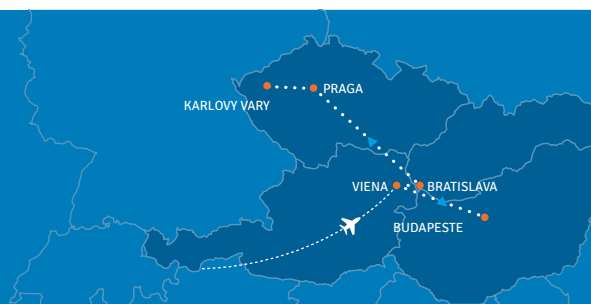 PRAGA
KARLOVY VARY
VIENA
BRATISLAVA
BUDAPESTE